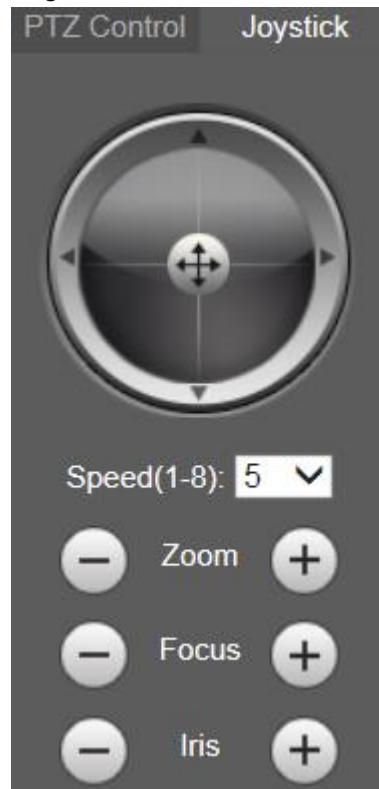 PTZ Control Joystick
Speed(1-8): 5
− Zoom +
− Focus +
− Iris +